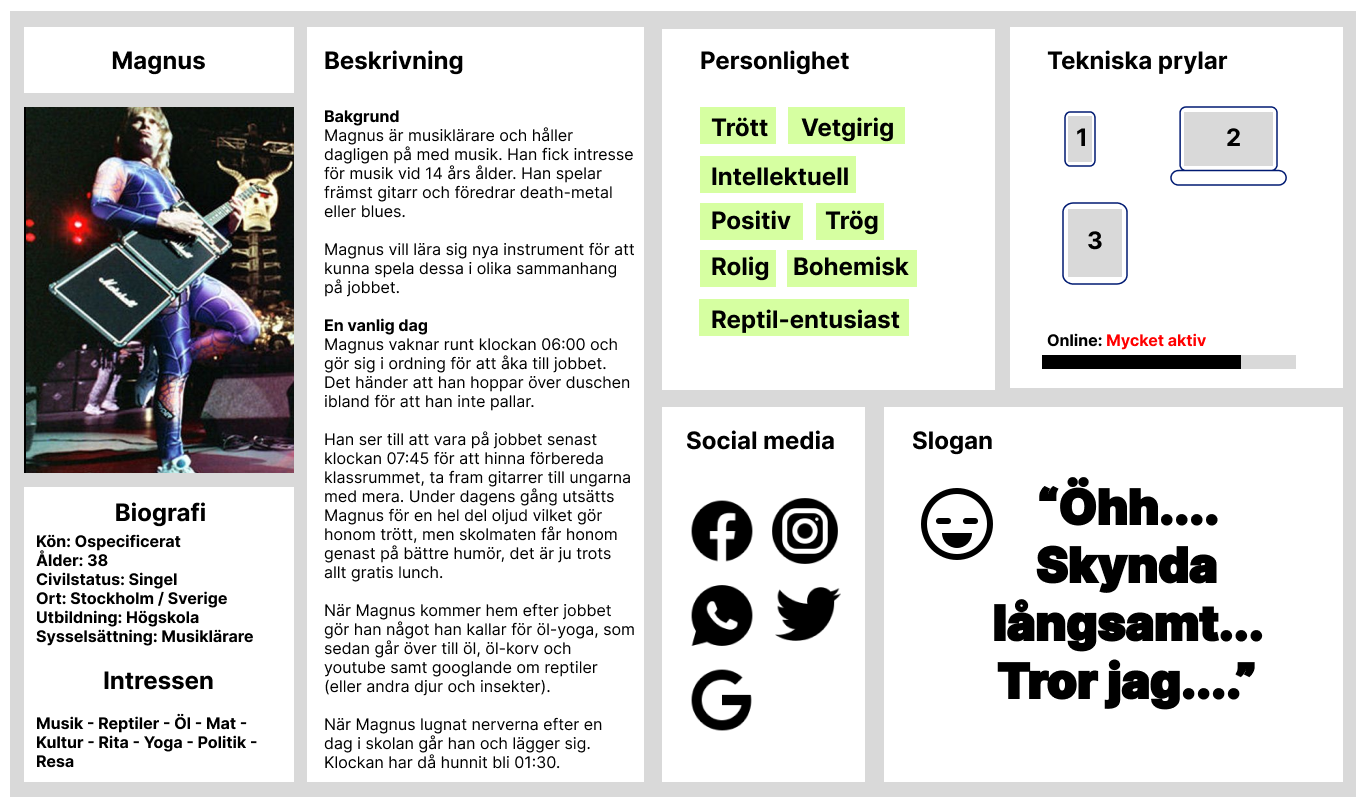 Magnus
Marshall
Biografi
Kön: Ospecificerat
Ålder: 38
Civilstatus: Singel
Ort: Stockholm / Sverige
Utbildning: Högskola
Sysselsättning: Musiklärare
Intressen
Musik - Reptiler - Öl - Mat -
Kultur - Rita - Yoga - Politik -
Resa
Beskrivning
Bakgrund
Magnus är musiklärare och håller
dagligen på med musik. Han fick intresse
för musik vid 14 års ålder. Han spelar
främst gitarr och föredrar death-metal
eller blues.
Magnus vill lära sig nya instrument för att
kunna spela dessa i olika sammanhang
på jobbet.
En vanlig dag
Magnus vaknar runt klockan 06:00 och
gör sig i ordning för att åka till jobbet.
Det händer att han hoppar över duschen
ibland för att han inte pallar.
Han ser till att vara på jobbet senast
klockan 07:45 för att hinna förbereda
klassrummet, ta fram gitarrer till ungarna
med mera. Under dagens gång utsätts
Magnus för en hel del oljud vilket gör
honom trött, men skolmaten får honom
genast på bättre humör, det är ju trots
allt gratis lunch.
När Magnus kommer hem efter jobbet
gör han något han kallar för öl-yoga, som
sedan går över till öl, öl-korv och
youtube samt googlande om reptiler
(eller andra djur och insekter).
När Magnus lugnat nerverna efter en
dag i skolan går han och lägger sig.
Klockan har då hunnit bli 01:30.
Personlighet
Trött Vetgirig
Intellektuell
Positiv Trög
Rolig Bohemisk
Reptil-entusiast
Tekniska prylar
1 2
3
Online: Mycket aktiv
Social media
Slogan
“Öhh....
Skynda
långsamt...
Tror jag....”